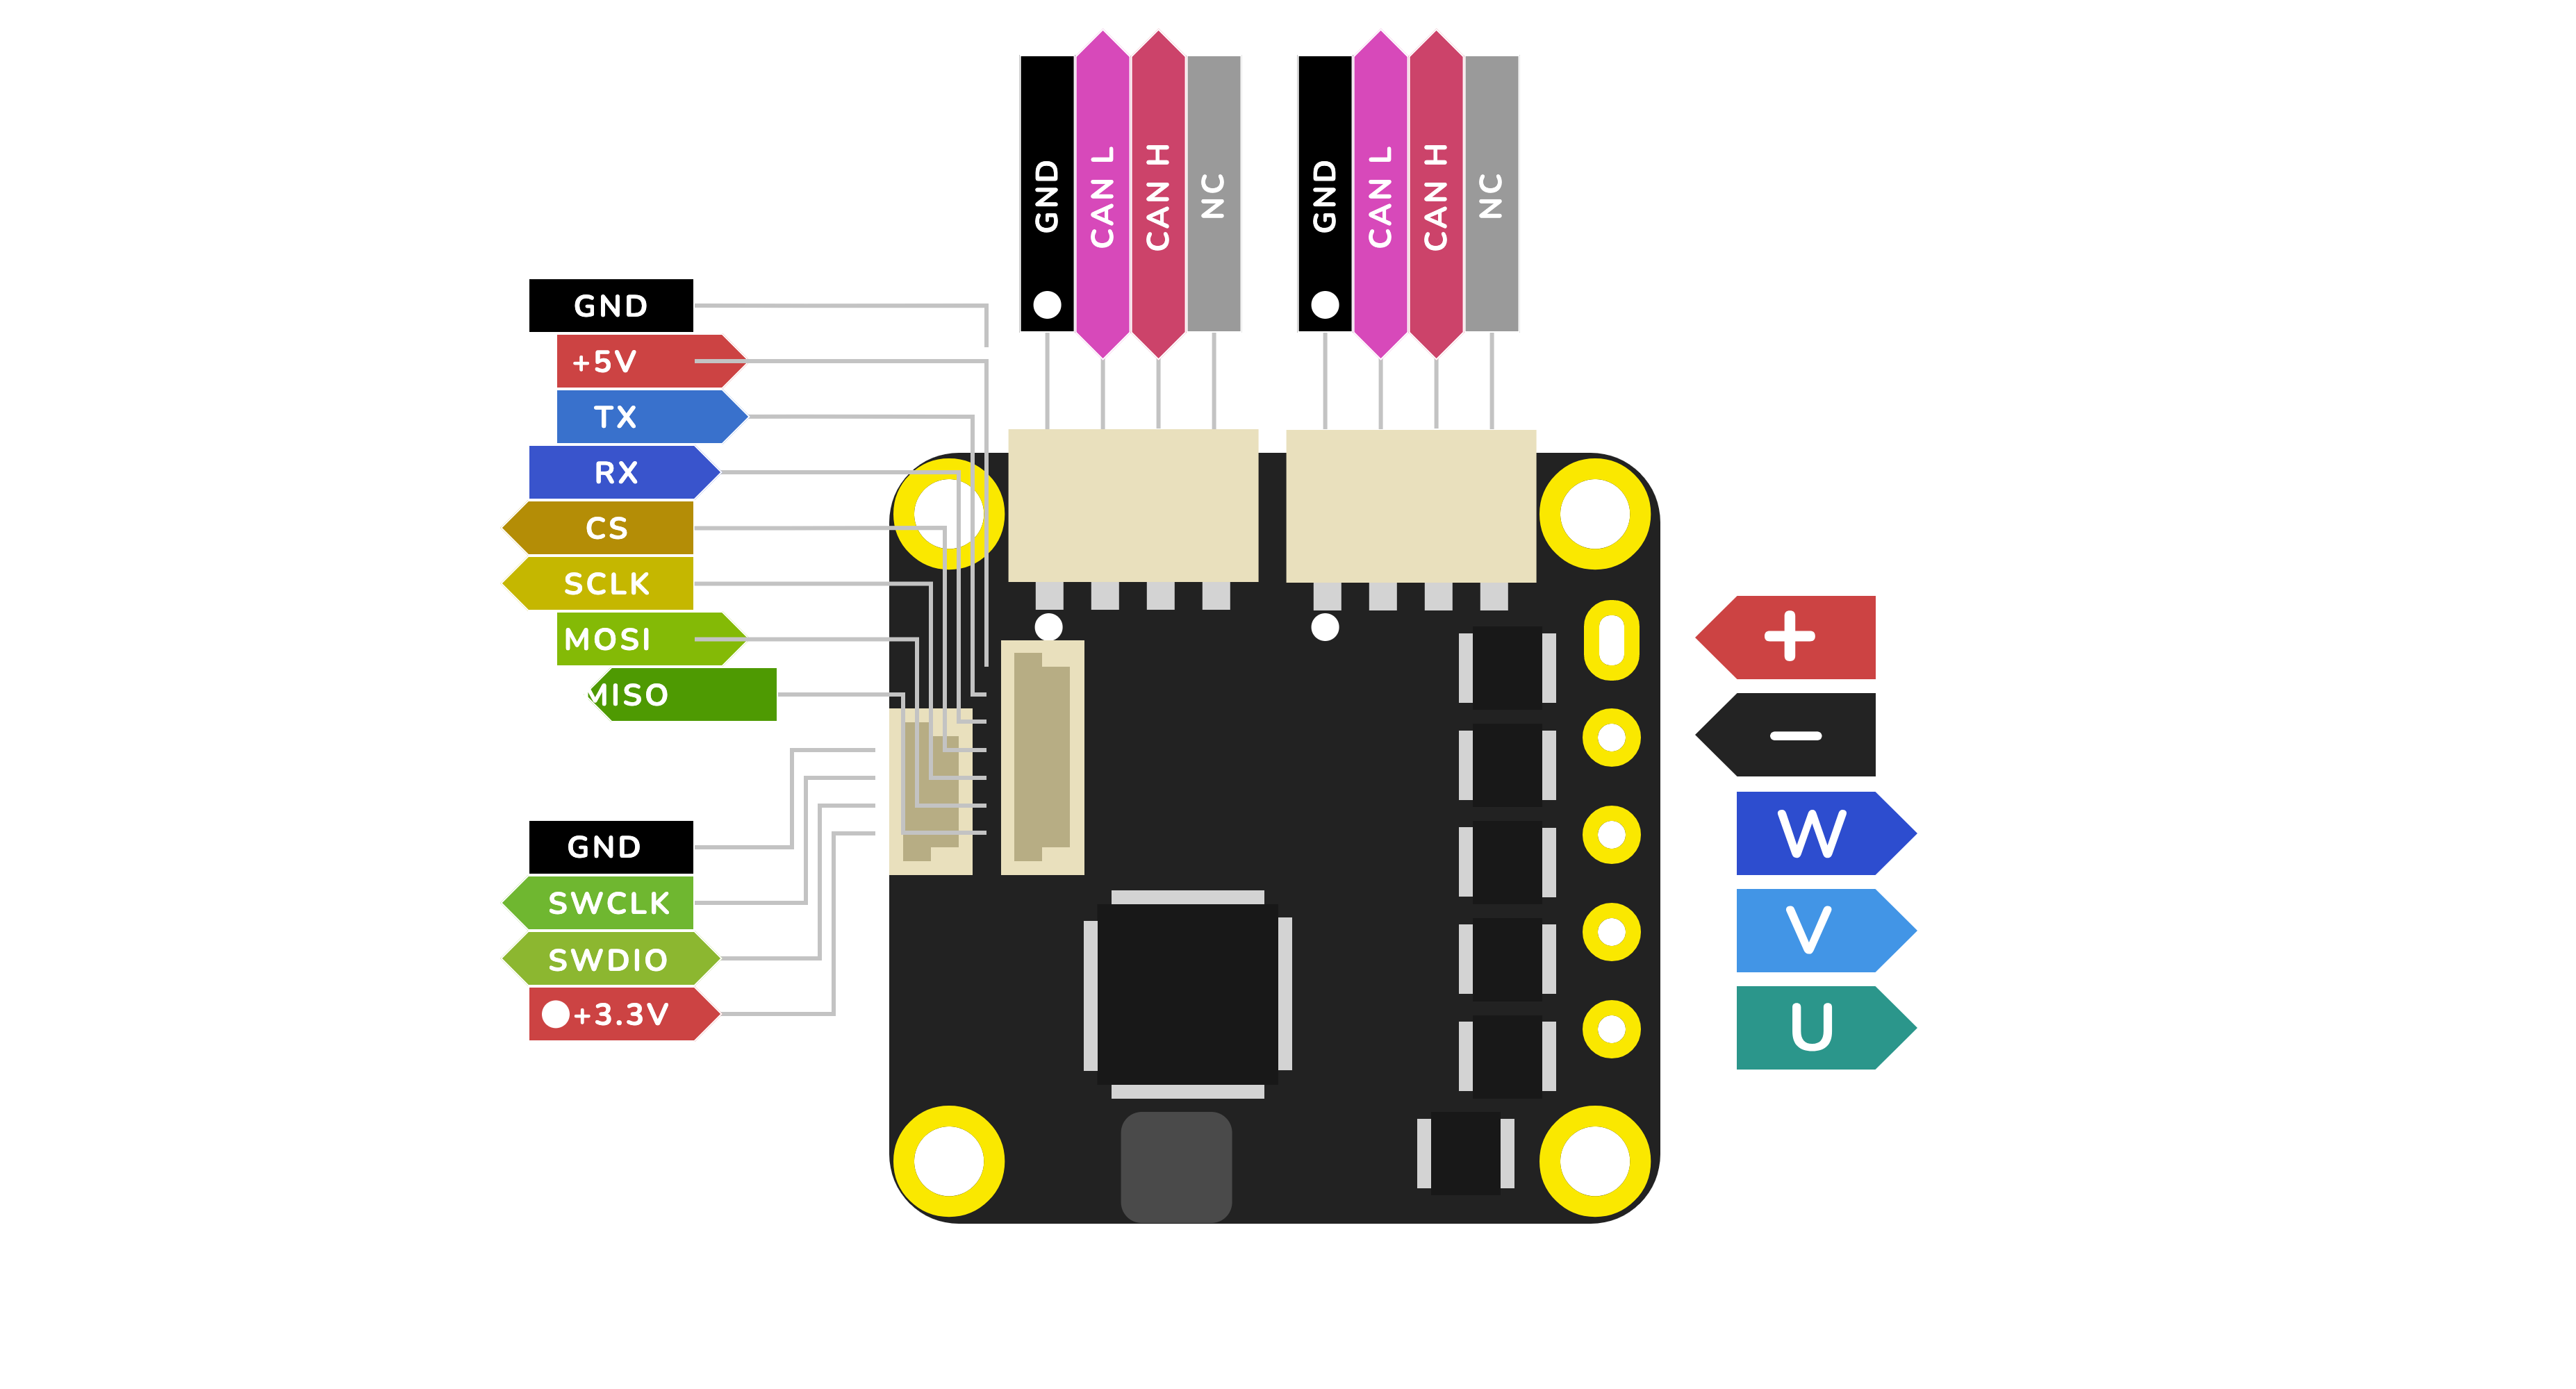 GND
CAN L
CAN H
NC
GND
CAN L
CAN H
NC
GND
+5V
TX
RX
CS
SCLK
MOSI
MISO
GND
SWCLK
SWDIO
+3.3V
+
−
W
V
U